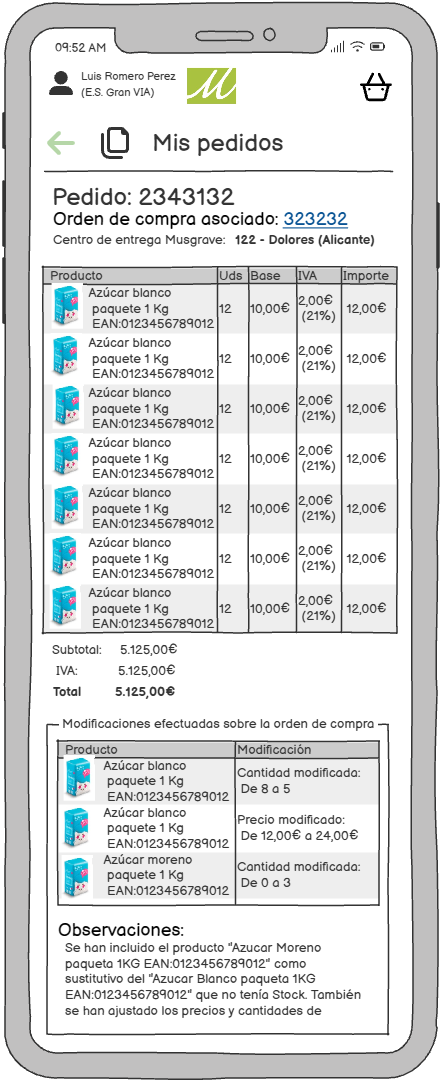 09:52 AM
Luis Romero Perez
(E.S. Gran VIA)
M
Mis pedidos
Pedido: 2343132
Orden de compra asociado: 323232
Centro de entrega Musgrave: 122 - Dolores (Alicante)
Producto Uds Base IVA Importe
Azúcar blanco
paquete 1 Kg
EAN:0123456789012
12 10,00€ 2,00€ (21%) 12,00€
Azúcar blanco
paquete 1 Kg
EAN:0123456789012
12 10,00€ 2,00€ (21%) 12,00€
Azúcar blanco
paquete 1 Kg
EAN:0123456789012
12 10,00€ 2,00€ (21%) 12,00€
Azúcar blanco
paquete 1 Kg
EAN:0123456789012
12 10,00€ 2,00€ (21%) 12,00€
Azúcar blanco
paquete 1 Kg
EAN:0123456789012
12 10,00€ 2,00€ (21%) 12,00€
Azúcar blanco
paquete 1 Kg
EAN:0123456789012
12 10,00€ 2,00€ (21%) 12,00€
Azúcar blanco
paquete 1 Kg
EAN:0123456789012
12 10,00€ 2,00€ (21%) 12,00€
Subtotal: 5.125,00€
IVA: 5.125,00€
Total 5.125,00€
Modificaciones efectuadas sobre la orden de compra
Producto Modificación
Azúcar blanco
paquete 1 Kg
EAN:0123456789012
Cantidad modificada:
De 8 a 5
Azúcar blanco
paquete 1 Kg
EAN:0123456789012
Precio modificado:
De 12,00€ a 24,00€
Azúcar moreno
paquete 1 Kg
EAN:0123456789012
Cantidad modificada:
De 0 a 3
Observaciones:
Se han incluido el producto "Azucar Moreno
paqueta 1KG EAN:0123456789012" como
sustitutivo del "Azucar Blanco paqueta 1KG
EAN:0123456789012" que no tenía Stock. También
se han ajustado los precios y cantidades de